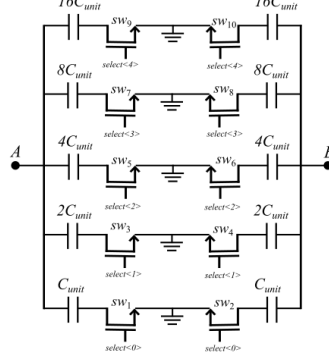 16C_unit sw_9 sw_10 16C_unit
select<4> select<4>
8C_unit sw_7 sw_8 8C_unit
select<3> select<3>
A 4C_unit sw_5 sw_6 4C_unit B
select<2> select<2>
2C_unit sw_3 sw_4 2C_unit
select<1> select<1>
C_unit sw_1 sw_2 C_unit
select<0> select<0>